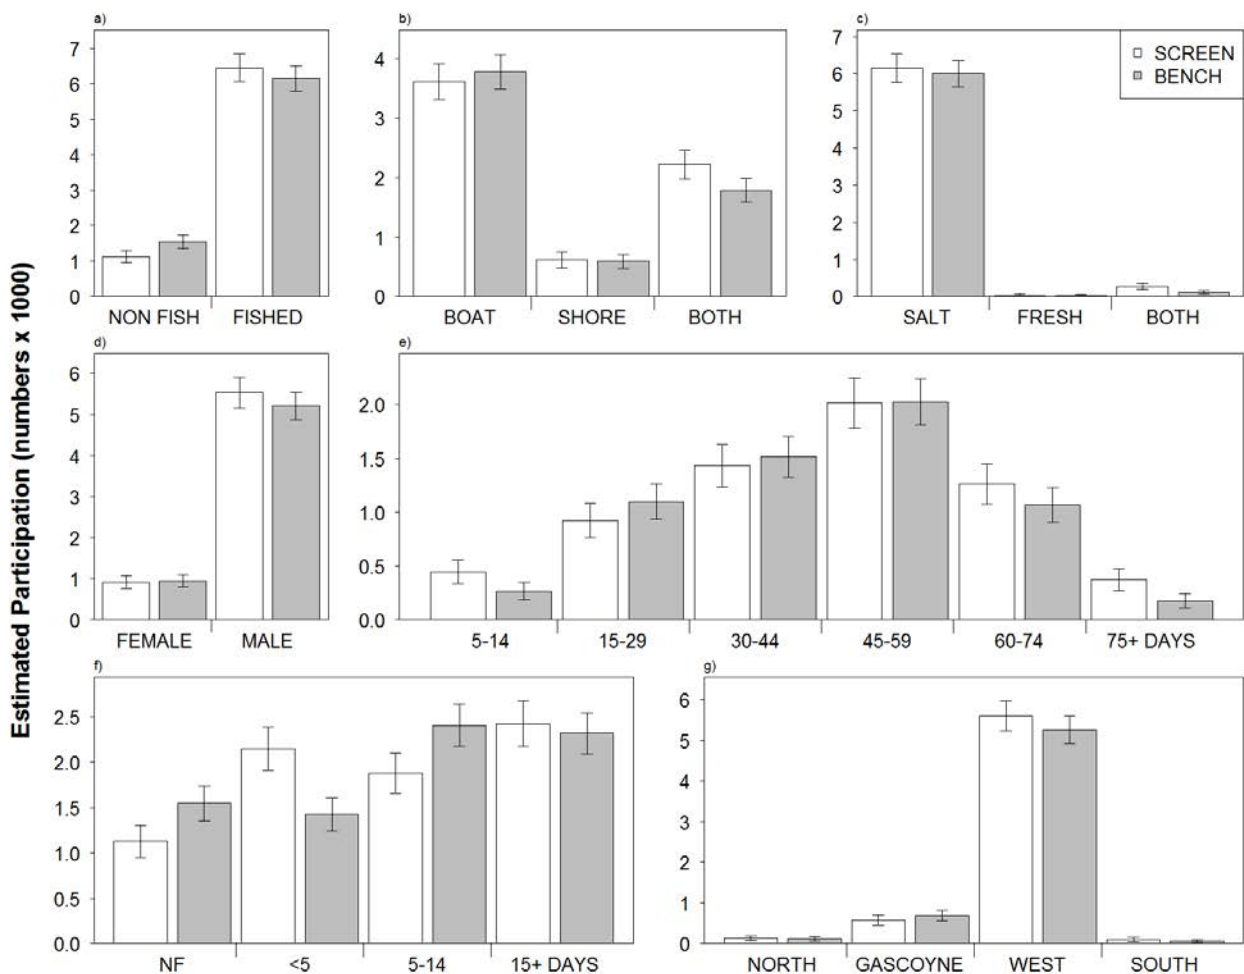 a)
7
6
5
4
3
2
1
0
NON FISH FISHED
b)
4
3
2
1
0
BOAT SHORE BOTH
c)
7
6
5
4
3
2
1
0
SALT FRESH BOTH
SCREEN
BENCH
Estimated Participation (numbers x 1000)
d)
6
5
4
3
2
1
0
FEMALE MALE
e)
2.0
1.5
1.0
0.5
0.0
5-14 15-29 30-44 45-59 60-74 75+ DAYS
f)
2.5
2.0
1.5
1.0
0.5
0.0
NF <5 5-14 15+ DAYS
g)
6
5
4
3
2
1
0
NORTH GASCOYNE WEST SOUTH